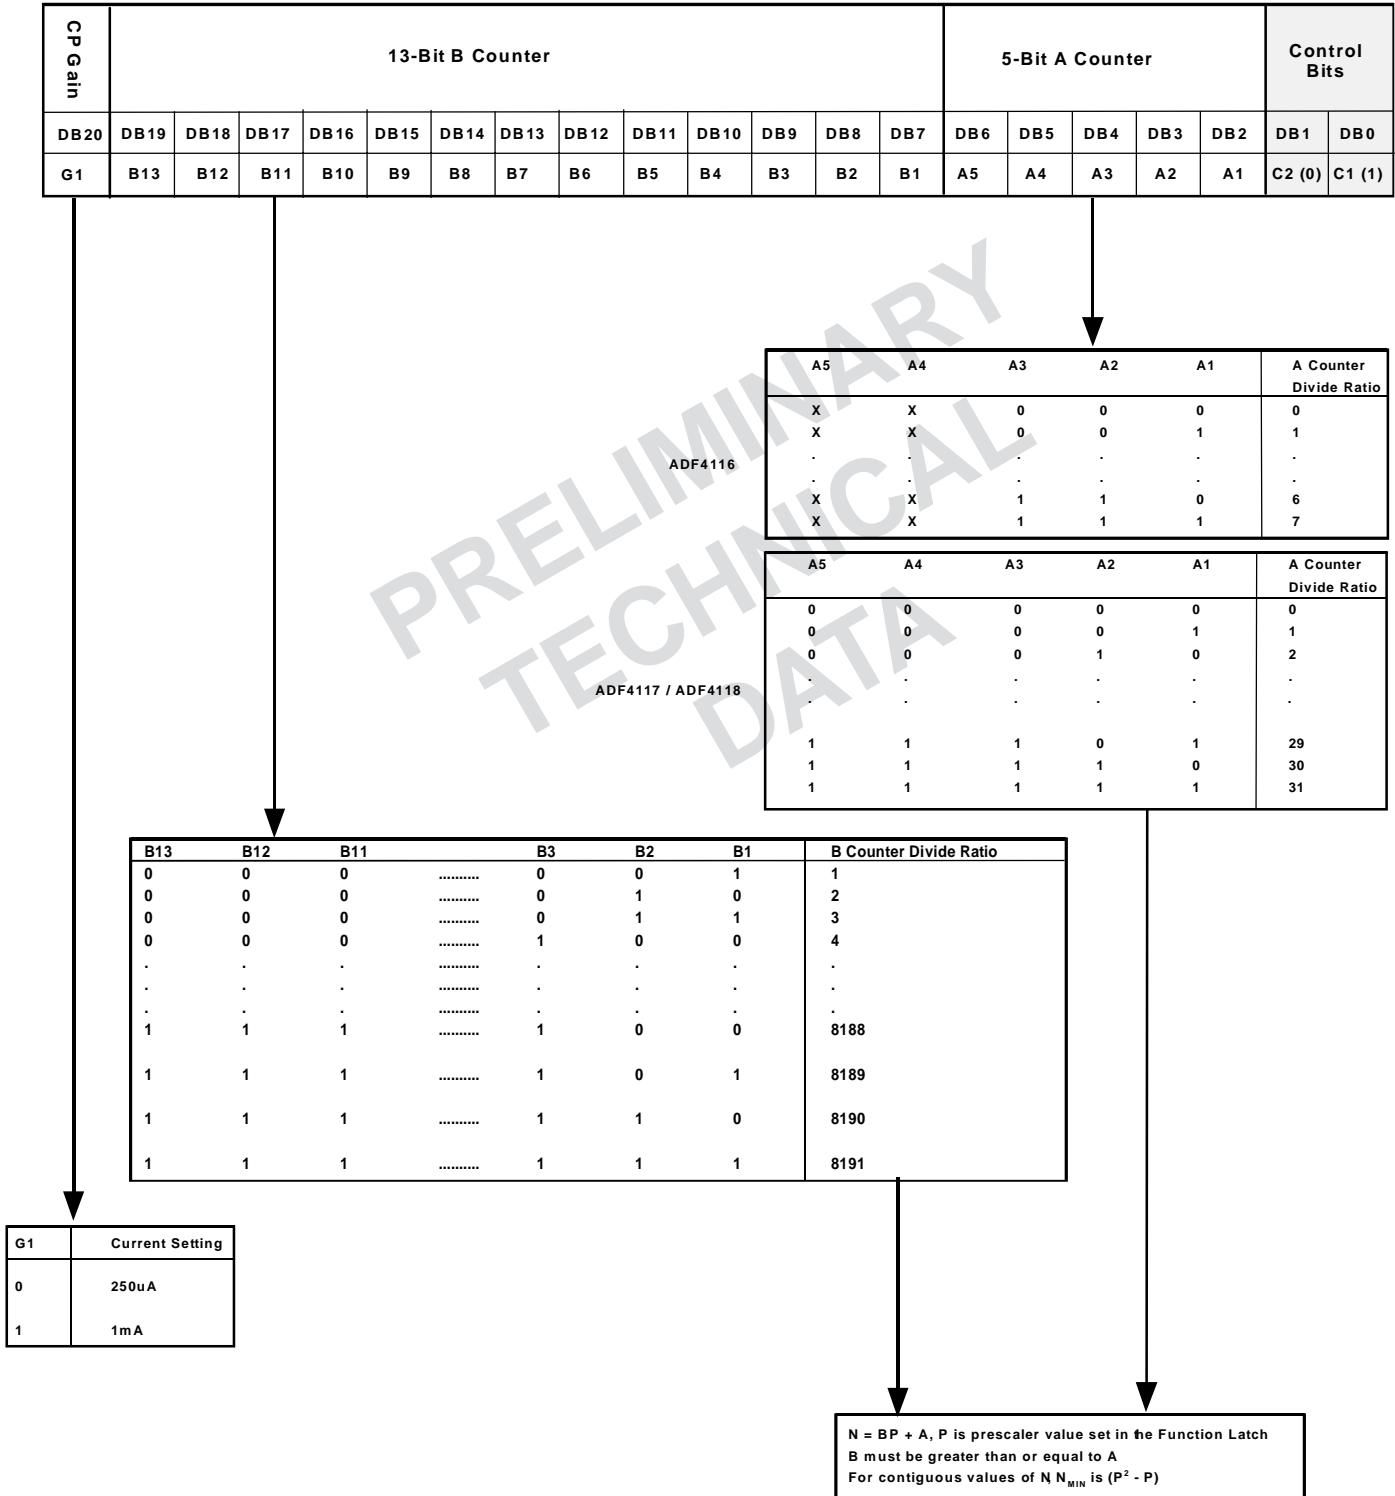 CP Gain
13-Bit B Counter
5-Bit A Counter
Control
Bits
DB20 DB19 DB18 DB17 DB16 DB15 DB14 DB13 DB12 DB11 DB10 DB9 DB8 DB7 DB6 DB5 DB4 DB3 DB2 DB1 DB0
G1 B13 B12 B11 B10 B9 B8 B7 B6 B5 B4 B3 B2 B1 A5 A4 A3 A2 A1 C2 (0) C1 (1)
PRELIMINARY
TECHNICAL
DATA
ADF4116
A5 A4 A3 A2 A1 A Counter
Divide Ratio
X X 0 0 0 0
X X 0 0 1 1
. . . . . .
. . . . . .
X X 1 1 0 6
X X 1 1 1 7
ADF4117 / ADF4118
A5 A4 A3 A2 A1 A Counter
Divide Ratio
0 0 0 0 0 0
0 0 0 0 1 1
0 0 0 1 0 2
. . . . . .
. . . . . .
1 1 1 0 1 29
1 1 1 1 0 30
1 1 1 1 1 31
B13 B12 B11 B3 B2 B1 B Counter Divide Ratio
0 0 0 .......... 0 0 1 1
0 0 0 .......... 0 1 0 2
0 0 0 .......... 0 1 1 3
0 0 0 .......... 1 0 0 4
. . . .......... . . . .
. . . .......... . . . .
. . . .......... . . . .
1 1 1 .......... 1 0 0 8188
1 1 1 .......... 1 0 1 8189
1 1 1 .......... 1 1 0 8190
1 1 1 .......... 1 1 1 8191
G1 Current Setting
0 250uA
1 1mA
N = BP + A, P is prescaler value set in the Function Latch
B must be greater than or equal to A
For contiguous values of N, N_MIN is (P² - P)